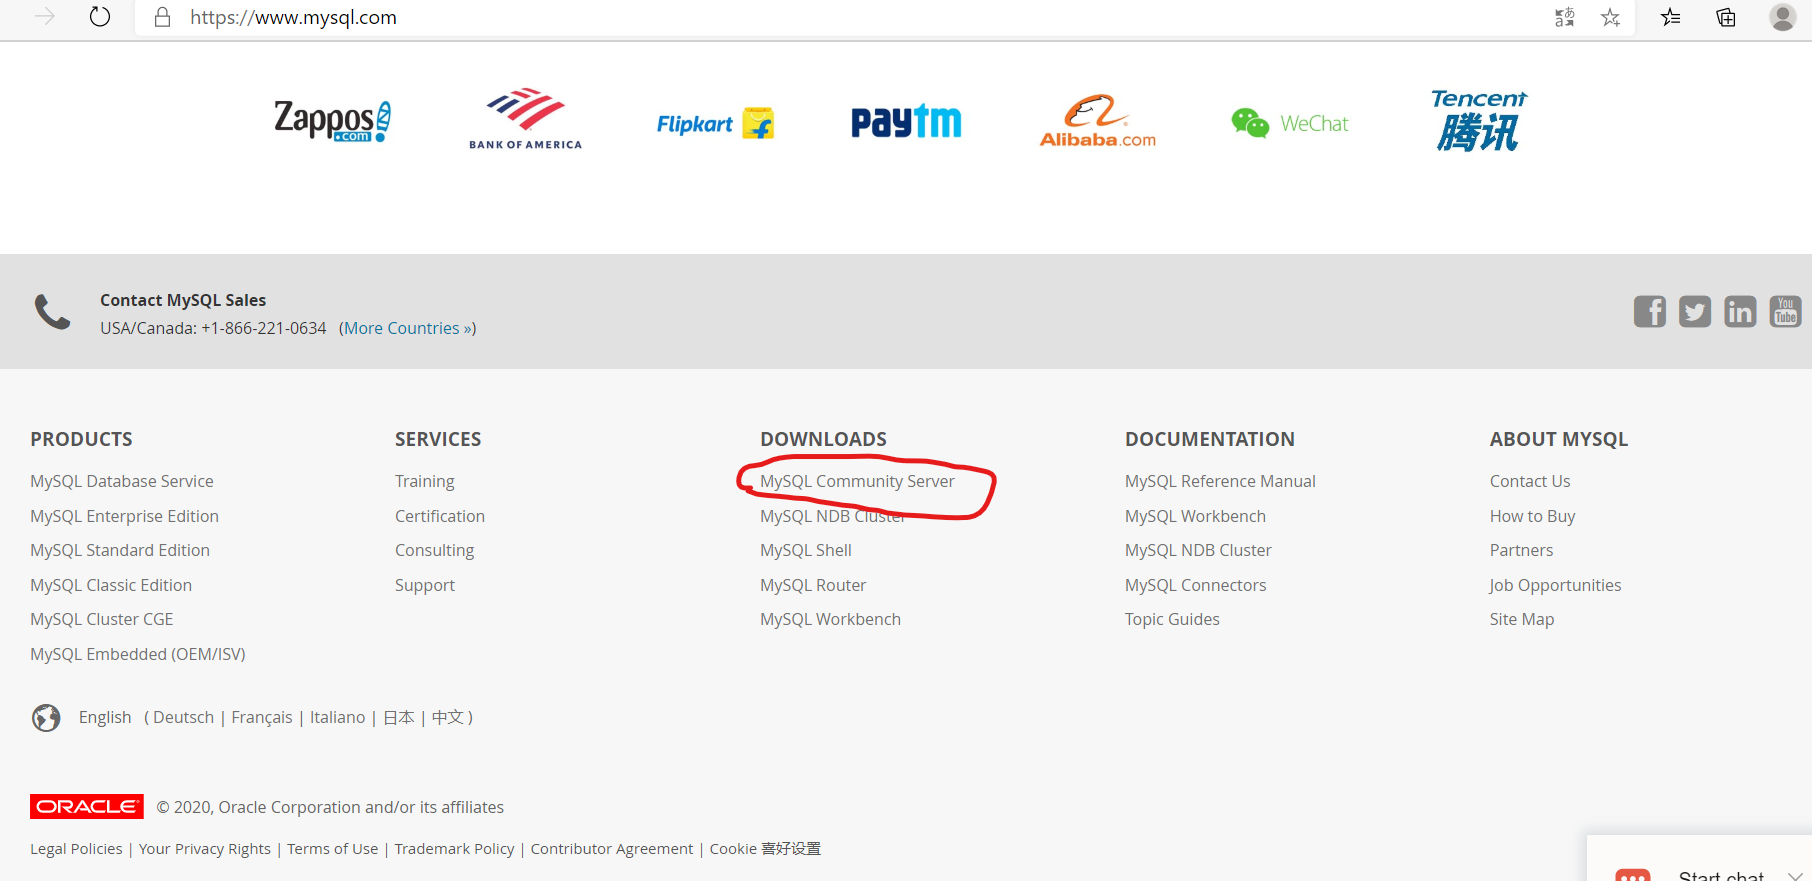 https://www.mysql.com
Zappos
.com
BANK OF AMERICA
Flipkart
paytm
Alibaba.com
WeChat
Tencent
腾讯
Contact MySQL Sales
USA/Canada: +1-866-221-0634 (More Countries »)
You
Tube
PRODUCTS
MySQL Database Service
MySQL Enterprise Edition
MySQL Standard Edition
MySQL Classic Edition
MySQL Cluster CGE
MySQL Embedded (OEM/ISV)
SERVICES
Training
Certification
Consulting
Support
DOWNLOADS
MySQL Community Server
MySQL NDB Cluster
MySQL Shell
MySQL Router
MySQL Workbench
DOCUMENTATION
MySQL Reference Manual
MySQL Workbench
MySQL NDB Cluster
MySQL Connectors
Topic Guides
ABOUT MYSQL
Contact Us
How to Buy
Partners
Job Opportunities
Site Map
English ( Deutsch | Français | Italiano | 日本 | 中文 )
ORACLE © 2020, Oracle Corporation and/or its affiliates
Legal Policies | Your Privacy Rights | Terms of Use | Trademark Policy | Contributor Agreement | Cookie 喜好设置
Start chat